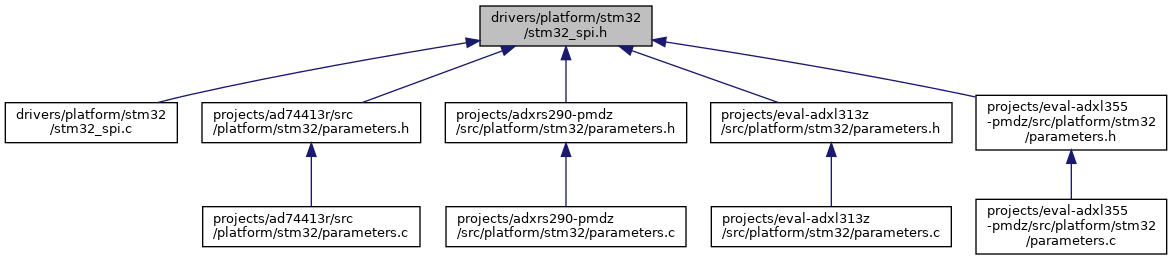 drivers/platform/stm32
/stm32_spi.h
drivers/platform/stm32
/stm32_spi.c
projects/ad74413r/src
/platform/stm32/parameters.h
projects/adxrs290-pmdz
/src/platform/stm32/parameters.h
projects/eval-adxl313z
/src/platform/stm32/parameters.h
projects/eval-adxl355
-pmdz/src/platform/stm32
/parameters.h
projects/ad74413r/src
/platform/stm32/parameters.c
projects/adxrs290-pmdz
/src/platform/stm32/parameters.c
projects/eval-adxl313z
/src/platform/stm32/parameters.c
projects/eval-adxl355
-pmdz/src/platform/stm32
/parameters.c